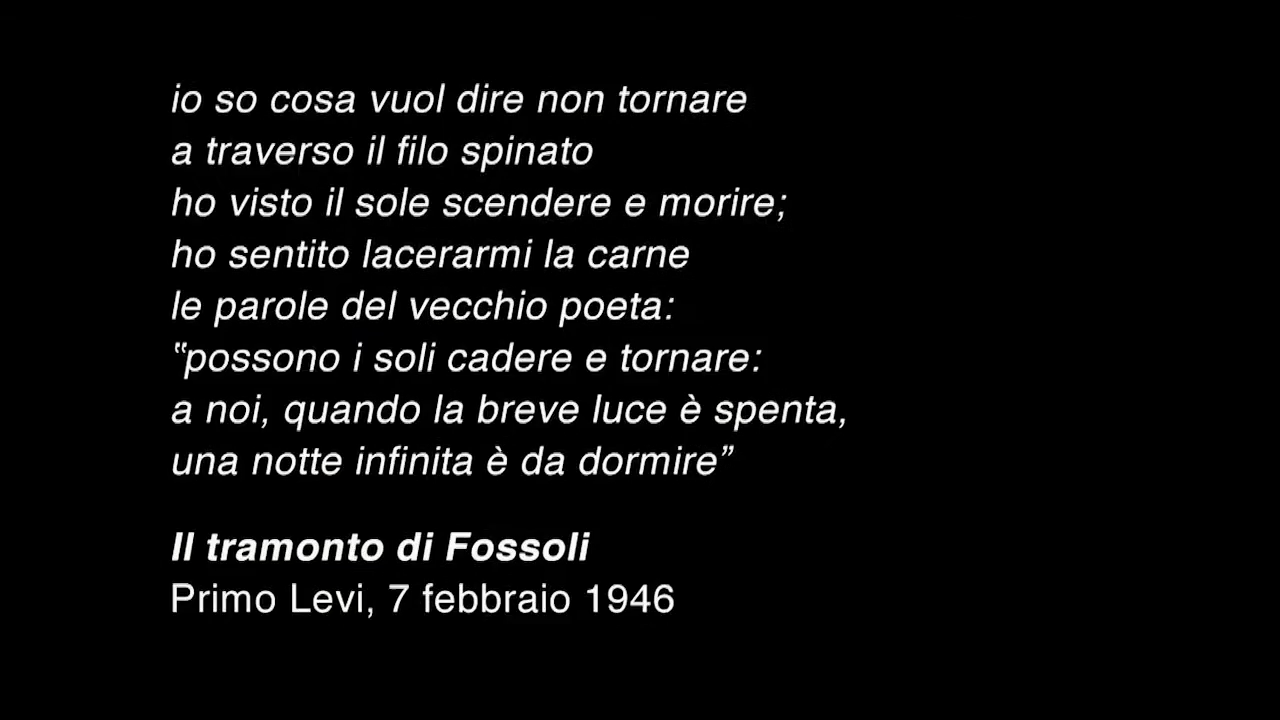 io so cosa vuol dire non tornare
a traverso il filo spinato
ho visto il sole scendere e morire;
ho sentito lacerarmi la carne
le parole del vecchio poeta:
“possono i soli cadere e tornare:
a noi, quando la breve luce è spenta,
una notte infinita è da dormire”
Il tramonto di Fossoli
Primo Levi, 7 febbraio 1946